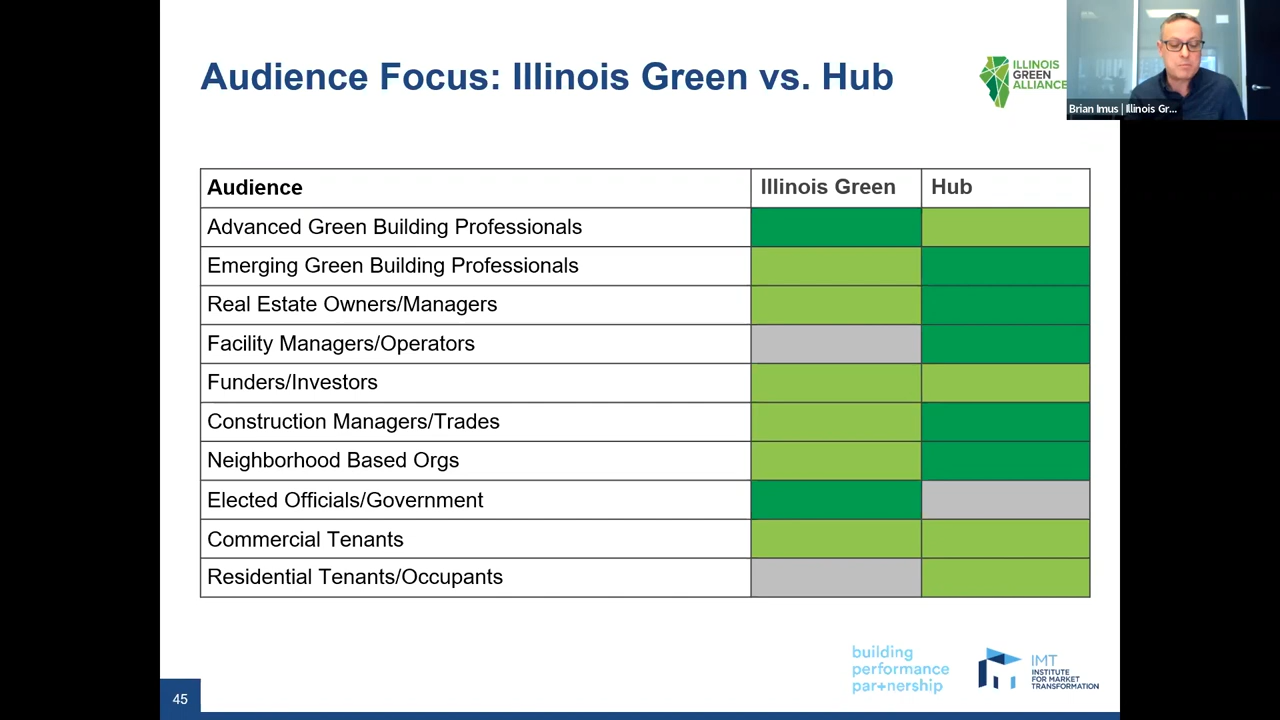 Audience Focus: Illinois Green vs. Hub
ILLINOIS
GREEN
ALLIANCE
Brian Imus | Illinois Gr...
Audience Illinois Green Hub
Advanced Green Building Professionals
Emerging Green Building Professionals
Real Estate Owners/Managers
Facility Managers/Operators
Funders/Investors
Construction Managers/Trades
Neighborhood Based Orgs
Elected Officials/Government
Commercial Tenants
Residential Tenants/Occupants
building
performance
par+nership
IMT
INSTITUTE
FOR MARKET
TRANSFORMATION
45